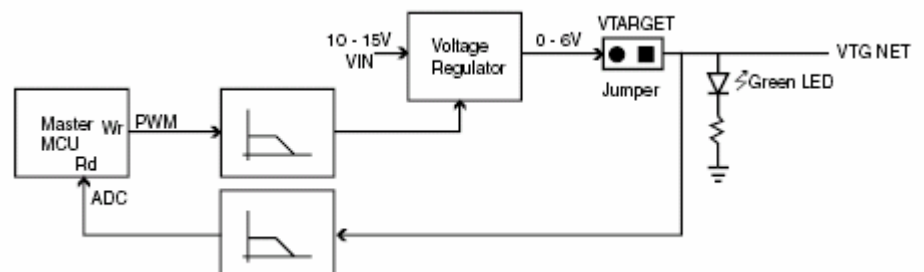 10 - 15V
VIN
Voltage
Regulator
0 - 6V
VTARGET
Jumper
VTG NET
Green LED
Master
MCU
Wr
Rd
PWM
ADC